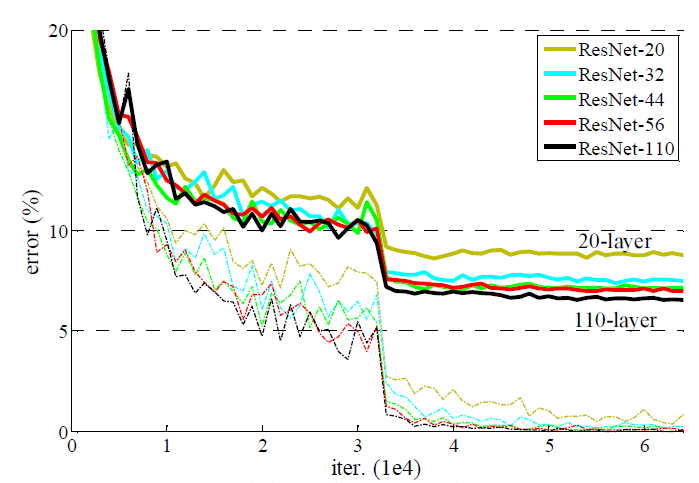 20
ResNet-20
ResNet-32
ResNet-44
ResNet-56
ResNet-110
error (%)
10
20-layer
5
110-layer
0
0 1 2 3 4 5 6
iter. (1e4)